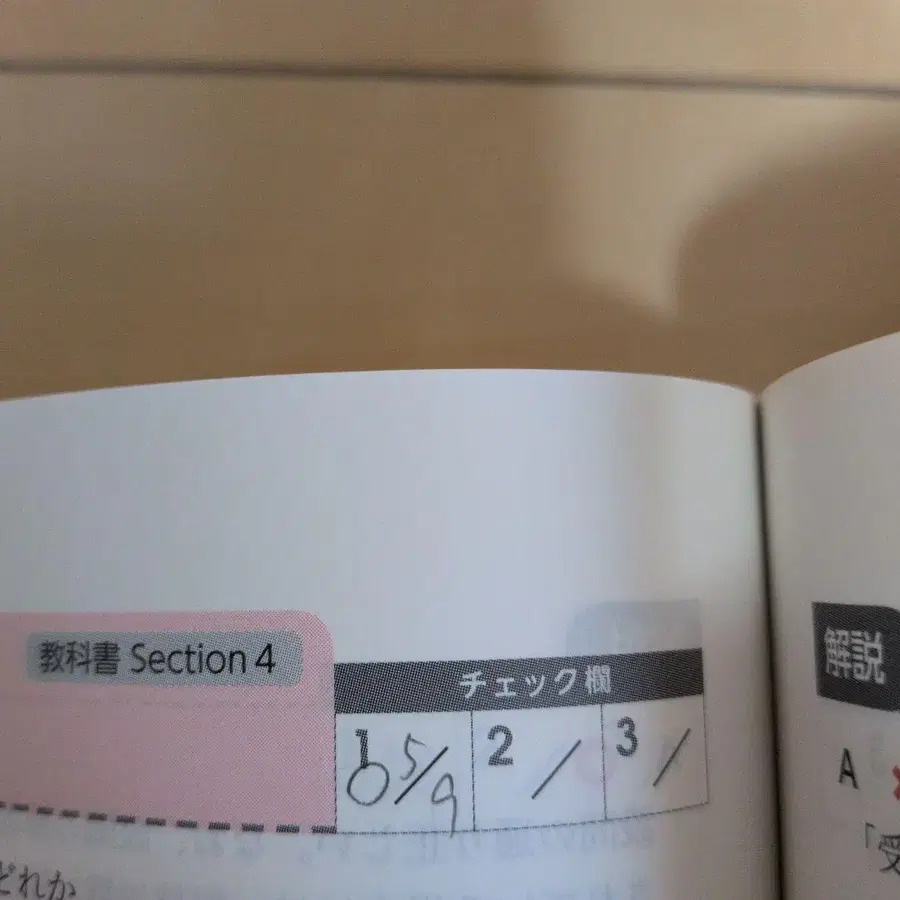 教科書 Section 4
チェック欄
1 ○ 5/9 2 / 3 /
どれか
解説
A
「受